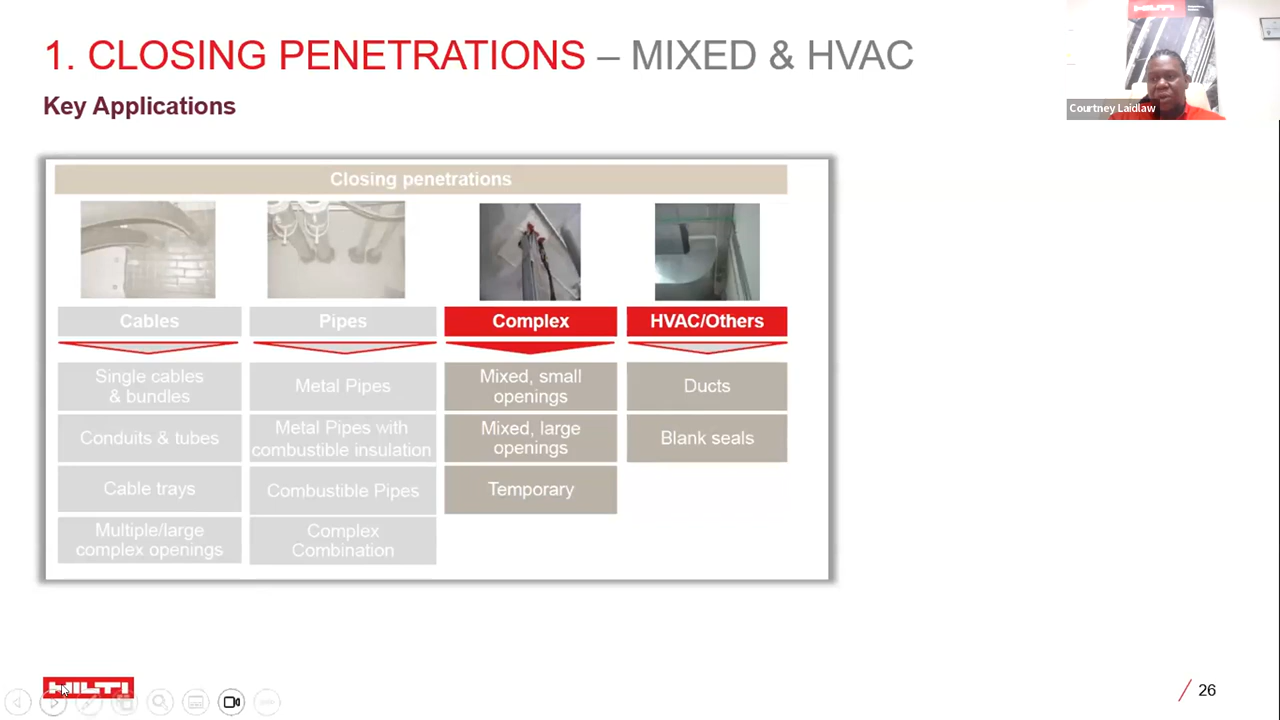 1. CLOSING PENETRATIONS – MIXED & HVAC
Key Applications
HILTI
Courtney Laidlaw
Closing penetrations
Cables
Pipes
Complex
HVAC/Others
Single cables
& bundles
Metal Pipes
Mixed, small
openings
Ducts
Conduits & tubes
Metal Pipes with
combustible insulation
Mixed, large
openings
Blank seals
Cable trays
Combustible Pipes
Temporary
Multiple/large
complex openings
Complex
Combination
HILTI
26